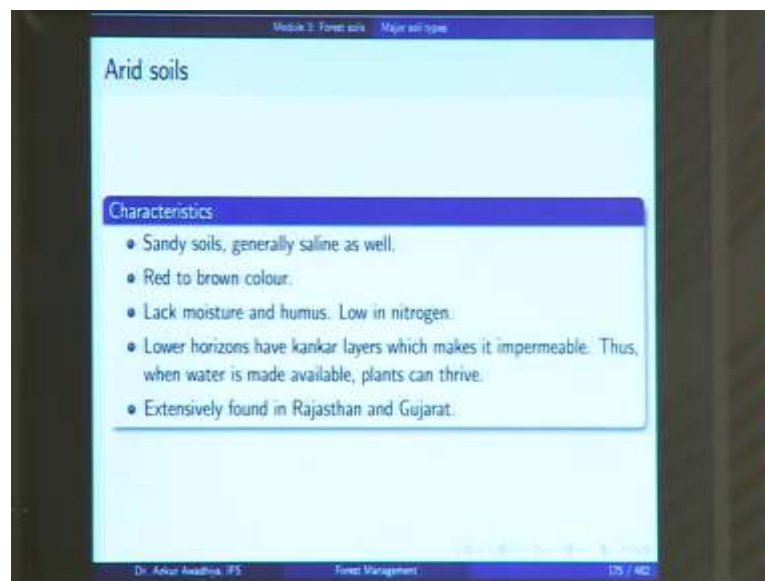 Module 3: Forest soils Major soil types
Arid soils
Characteristics
Sandy soils, generally saline as well.
Red to brown colour.
Lack moisture and humus. Low in nitrogen.
Lower horizons have kankar layers which makes it impermeable. Thus,
when water is made available, plants can thrive.
Extensively found in Rajasthan and Gujarat.
Dr. Ankur Awadhiya, IFS Forest Management 175 / 482